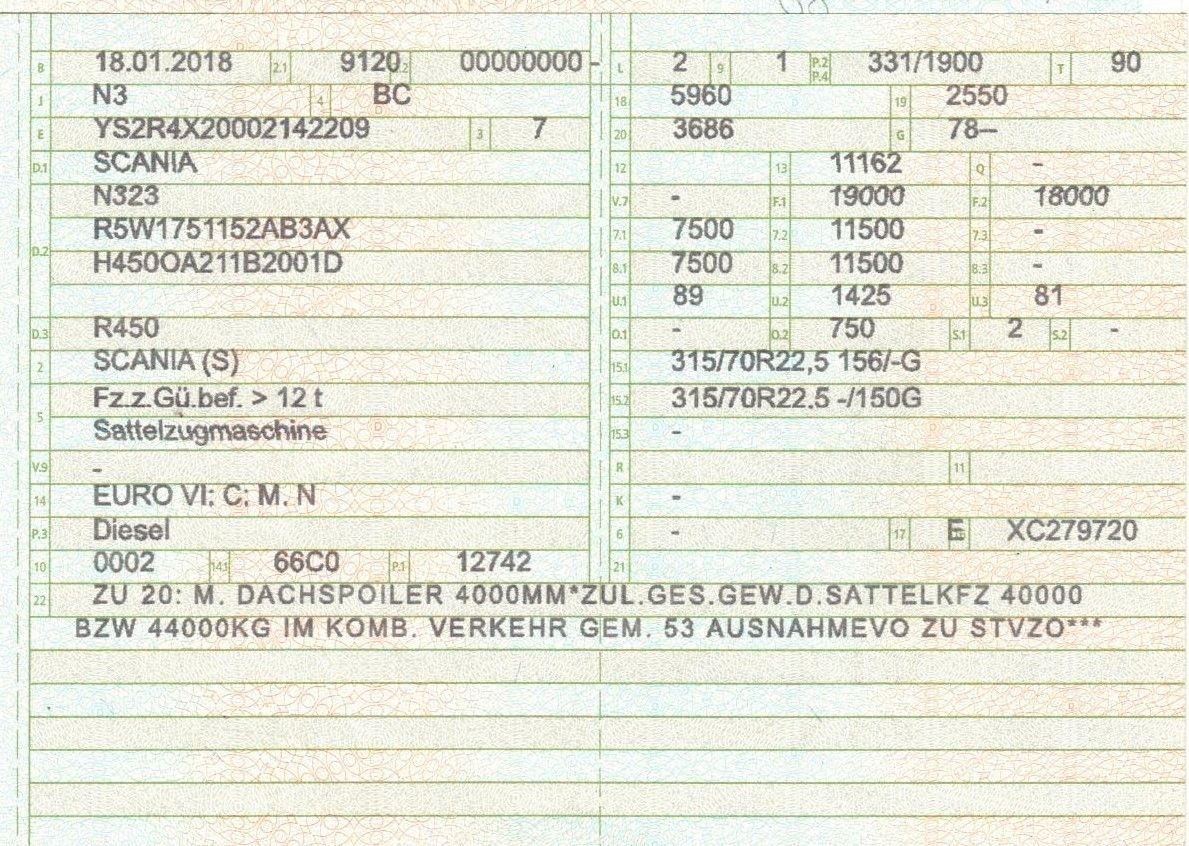 B 18.01.2018 2.1 9120 2.2 00000000 - L 2 9 1 P.2 P.4 331/1900 T 90
J N3 4 BC 18 5960 19 2550
E YS2R4X20002142209 3 7 20 3686 G 78--
D.1 SCANIA 12 13 11162 Q -
N323 V.7 - F.1 19000 F.2 18000
D.2 R5W1751152AB3AX 7.1 7500 7.2 11500 7.3 -
H450OA211B2001D 8.1 7500 8.2 11500 8.3 -
U.1 89 U.2 1425 U.3 81
D.3 R450 O.1 - O.2 750 S.1 2 S.2 -
2 SCANIA (S) 15.1 315/70R22,5 156/-G
5 Fz.z.Gü.bef. > 12 t 15.2 315/70R22.5 -/150G
Sattelzugmaschine 15.3 -
V.9 - R 11
14 EURO VI; C; M, N K -
P.3 Diesel 6 - 17 E 16 XC279720
10 0002 14.1 66C0 P.1 12742 21
22 ZU 20: M. DACHSPOILER 4000MM*ZUL.GES.GEW.D.SATTELKFZ 40000
BZW 44000KG IM KOMB. VERKEHR GEM. 53 AUSNAHMEVO ZU STVZO***